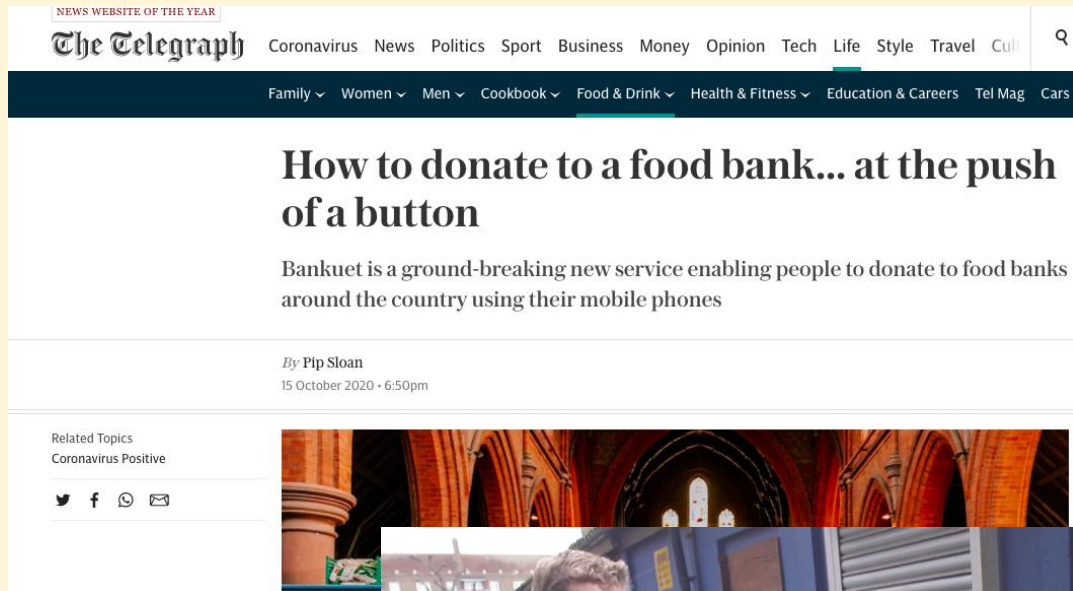 NEWS WEBSITE OF THE YEAR
The Telegraph
Coronavirus News Politics Sport Business Money Opinion Tech Life Style Travel
Family Women Men Cookbook Food & Drink Health & Fitness Education & Careers Tel Mag Cars
How to donate to a food bank... at the push
of a button
Bankuet is a ground-breaking new service enabling people to donate to food banks
around the country using their mobile phones
By Pip Sloan
15 October 2020 • 6:50pm
Related Topics
Coronavirus Positive